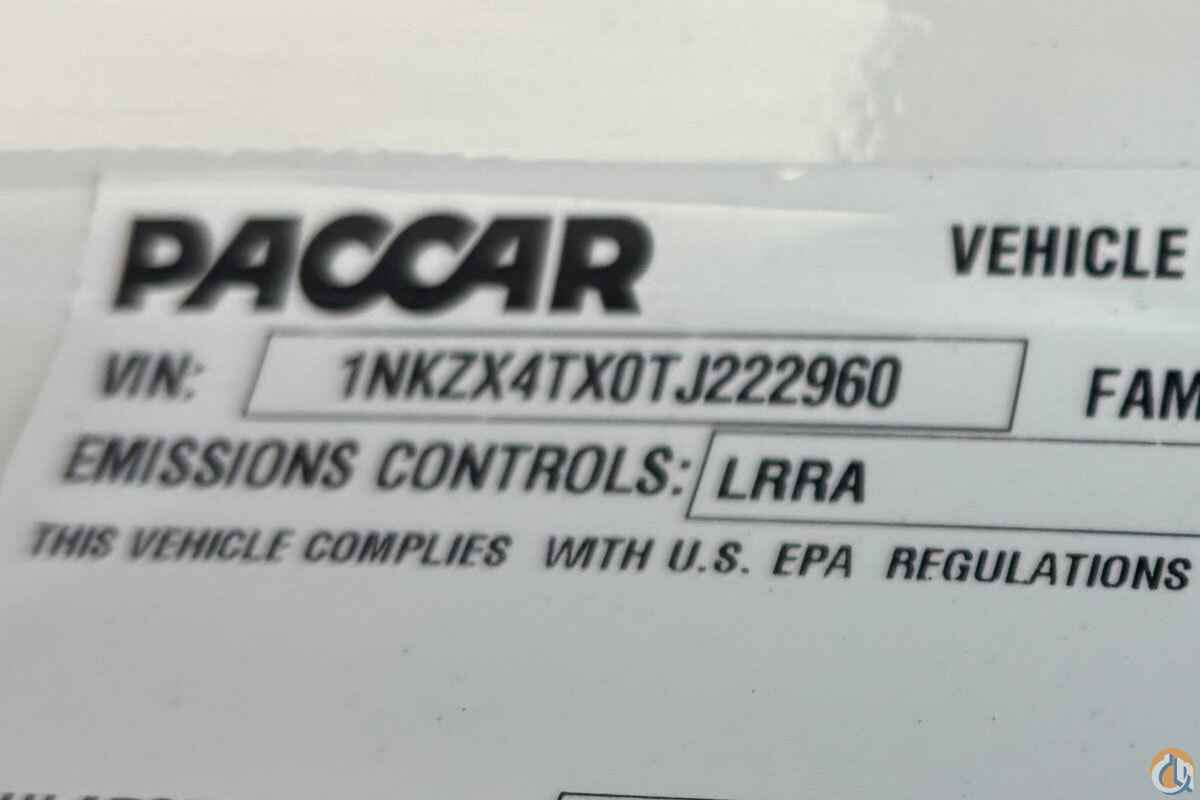 PACCAR VEHICLE
VIN: 1NKZX4TX0TJ222960 FAM
EMISSIONS CONTROLS: LRRA
THIS VEHICLE COMPLIES WITH U.S. EPA REGULATIONS